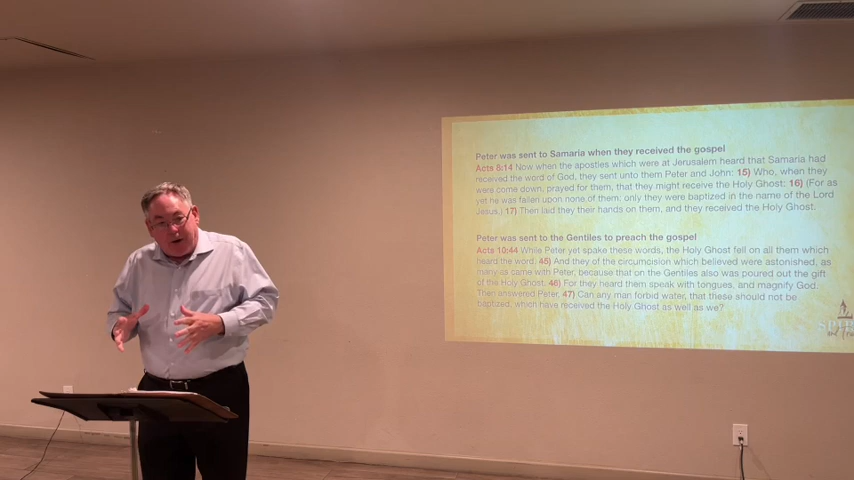 Peter was sent to Samaria when they received the gospel
Acts 8:14 Now when the apostles which were at Jerusalem heard that Samaria had
received the word of God, they sent unto them Peter and John: 15) Who, when they
were come down, prayed for them, that they might receive the Holy Ghost: 16) (For as
yet he was fallen upon none of them: only they were baptized in the name of the Lord
Jesus.) 17) Then laid they their hands on them, and they received the Holy Ghost.
Peter was sent to the Gentiles to preach the gospel
Acts 10:44 While Peter yet spake these words, the Holy Ghost fell on all them which
heard the word. 45) And they of the circumcision which believed were astonished, as
many as came with Peter, because that on the Gentiles also was poured out the gift
of the Holy Ghost. 46) For they heard them speak with tongues, and magnify God.
Then answered Peter, 47) Can any man forbid water, that these should not be
baptized, which have received the Holy Ghost as well as we?